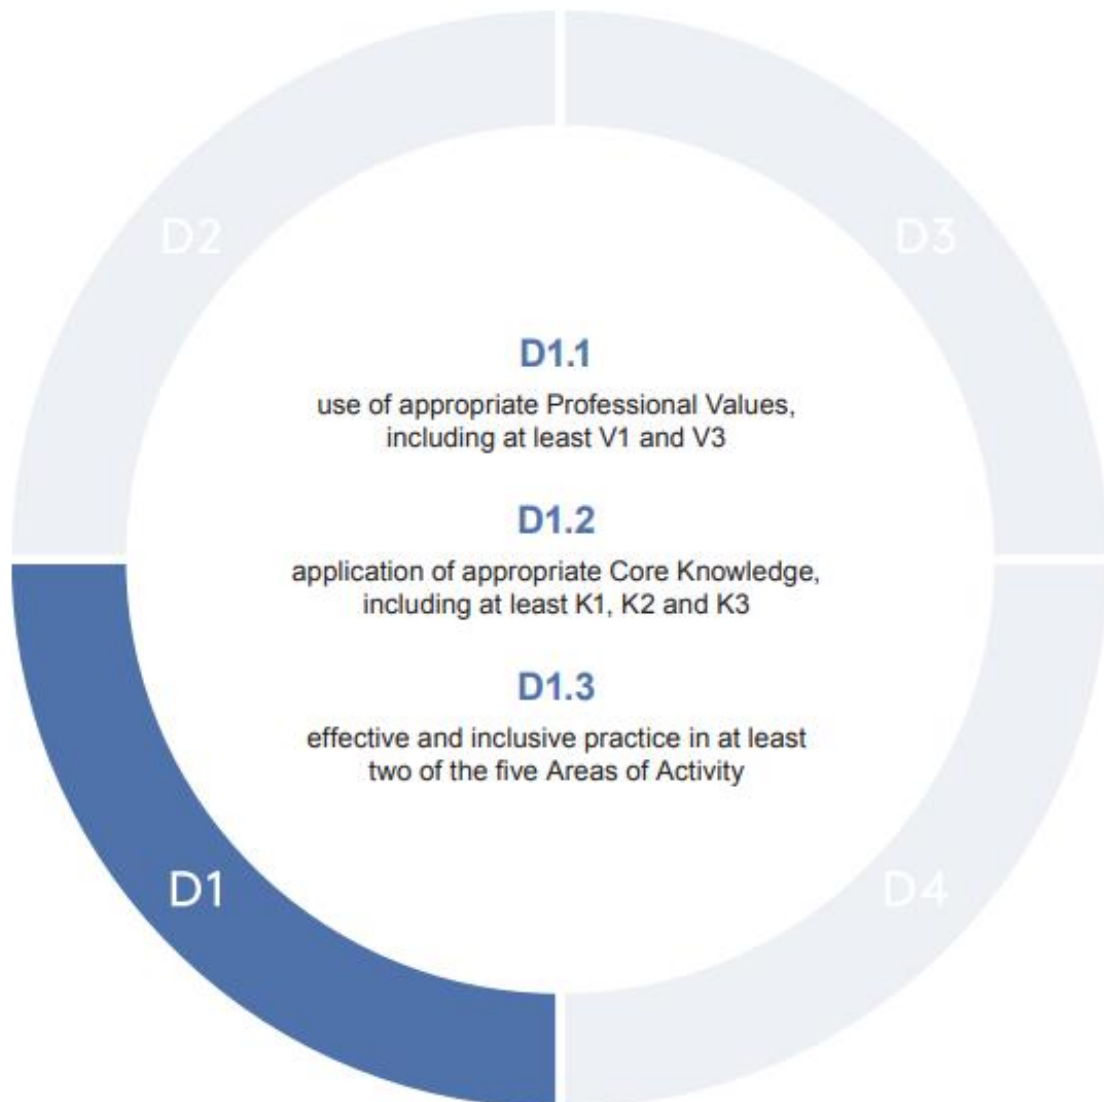 D2
D3
D1.1
use of appropriate Professional Values,
including at least V1 and V3
D1.2
application of appropriate Core Knowledge,
including at least K1, K2 and K3
D1.3
effective and inclusive practice in at least
two of the five Areas of Activity
D1
D4